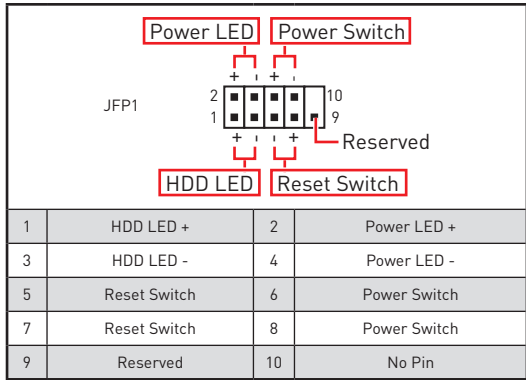 Power LED Power Switch
+ - + -
JFP1
2 10
1 9
+ - - +
Reserved
HDD LED Reset Switch
1 HDD LED + 2 Power LED +
3 HDD LED - 4 Power LED -
5 Reset Switch 6 Power Switch
7 Reset Switch 8 Power Switch
9 Reserved 10 No Pin